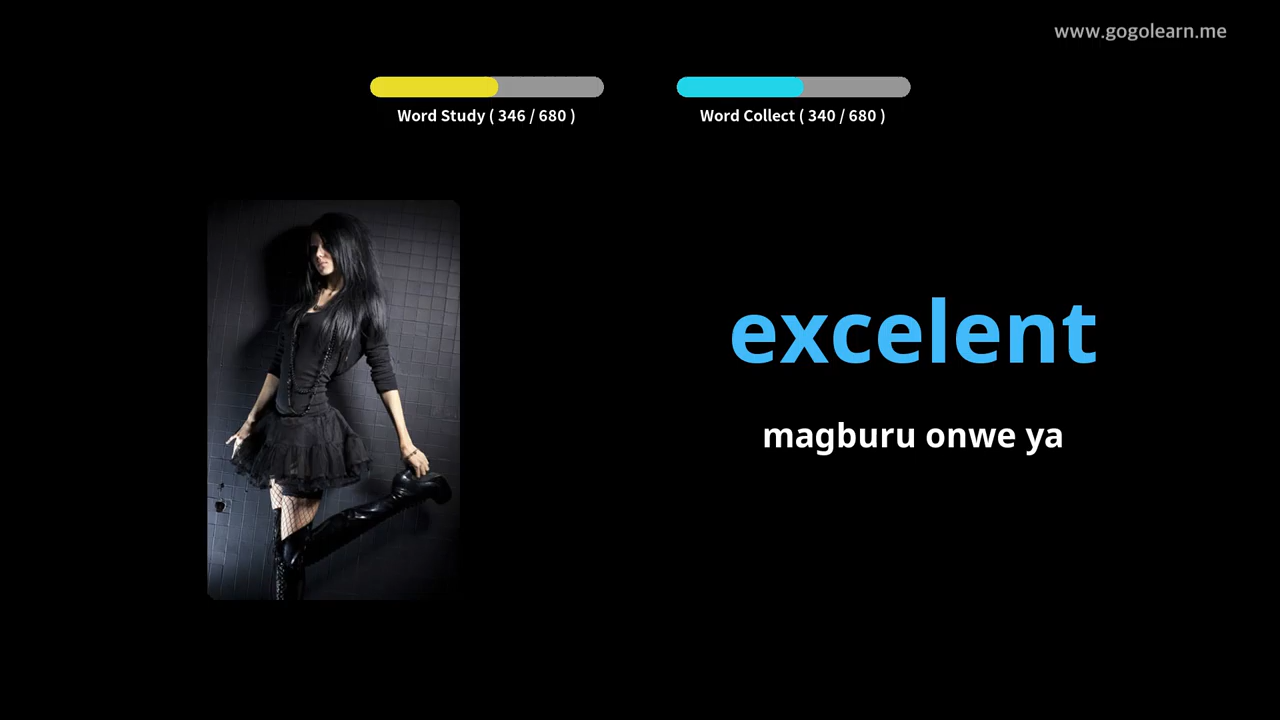 www.gogolearn.me
Word Study ( 346 / 680 )
Word Collect ( 340 / 680 )
excelent
magburu onwe ya